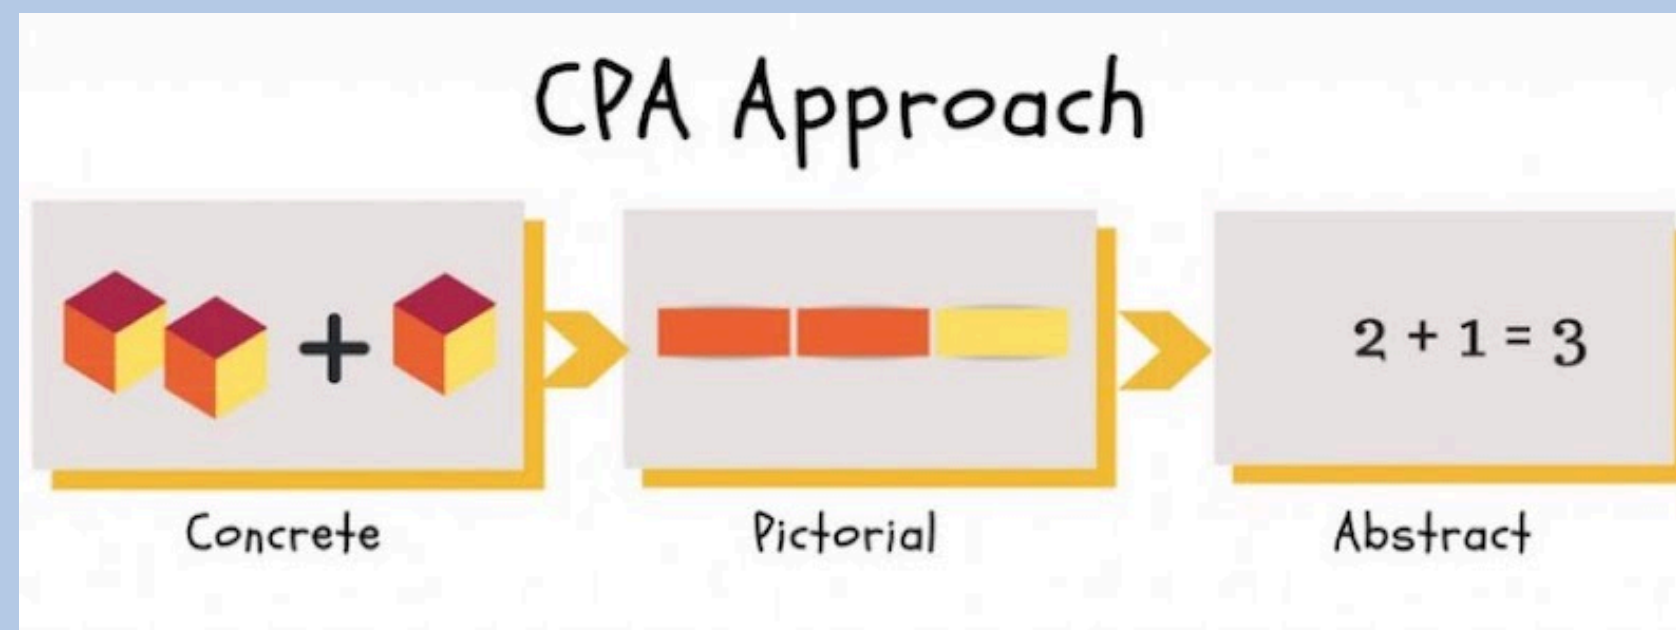 CPA Approach
+
2 + 1 = 3
Concrete
Pictorial
Abstract